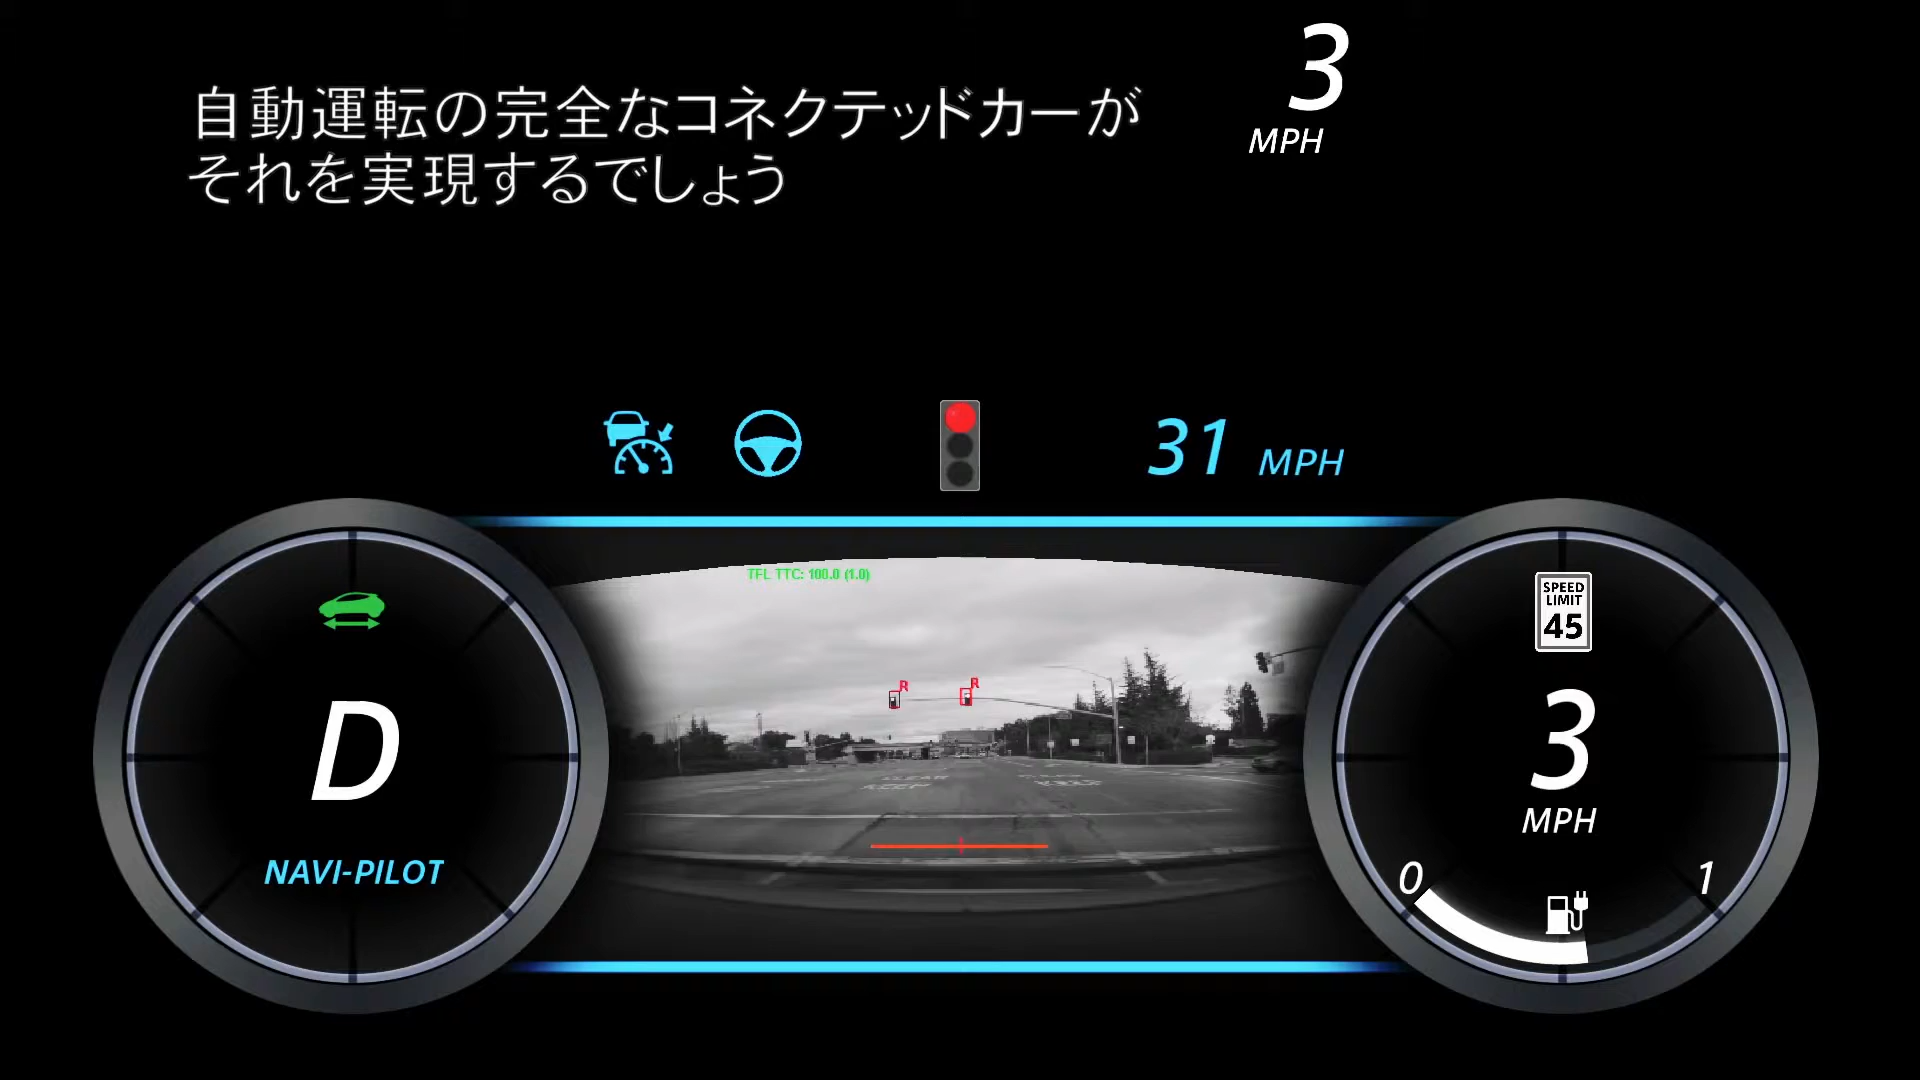 自動運転の完全なコネクテッドカーが
それを実現するでしょう
3
MPH
31 MPH
TFL TTC: 100.0 (1.0)
R
R
D
NAVI-PILOT
SPEED
LIMIT
45
3
MPH
0
1
KEEP